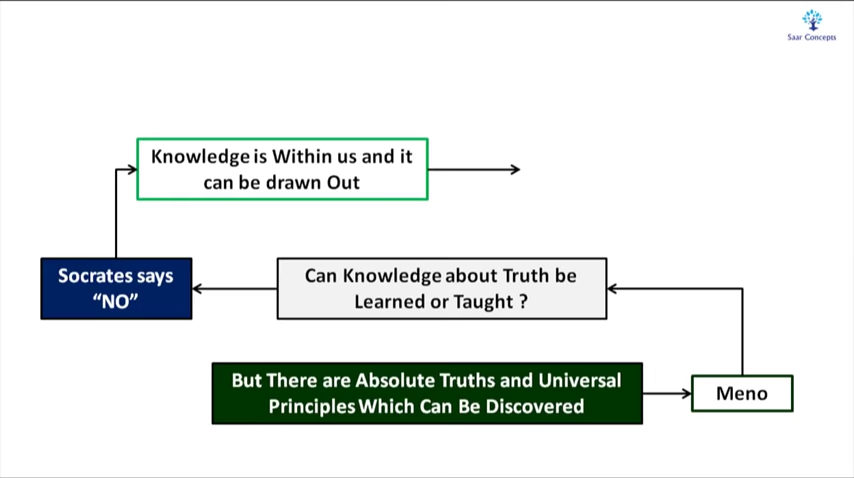 Saar Concepts
Knowledge is Within us and it
can be drawn Out
Socrates says
“NO”
Can Knowledge about Truth be
Learned or Taught ?
But There are Absolute Truths and Universal
Principles Which Can Be Discovered
Meno